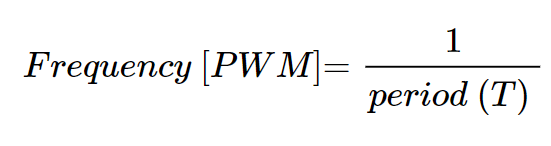 Frequency [PWM]= 1
period (T)